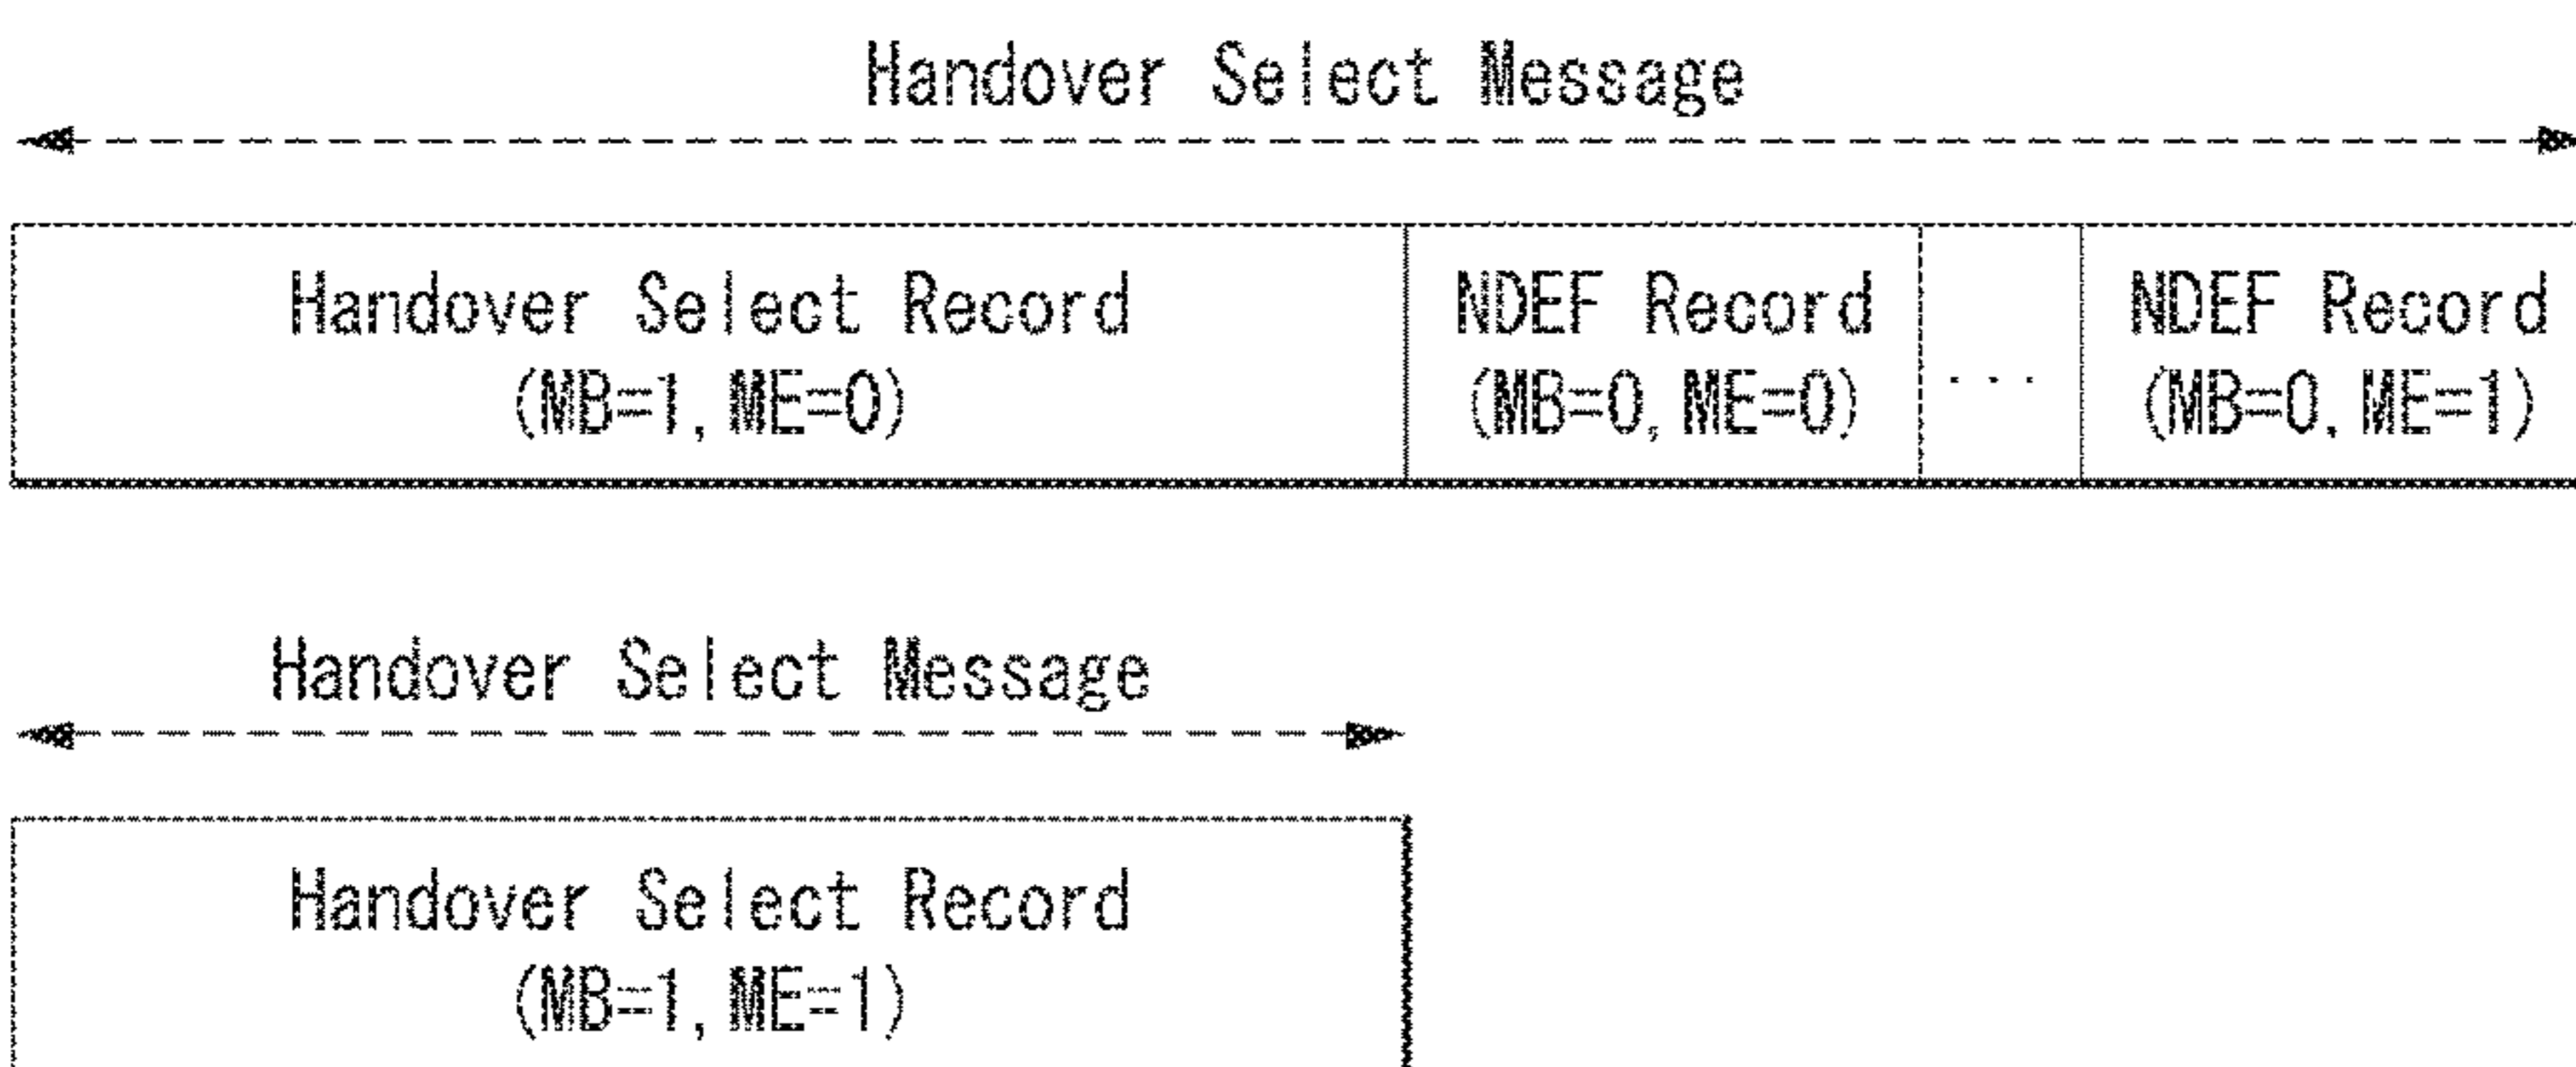 Handover Select Message
Handover Select Record NDEF Record ... NDEF Record
(MB=1, ME=0) (MB=0, ME=0) (MB=0, ME=1)
Handover Select Message
Handover Select Record
(MB=1, ME=1)